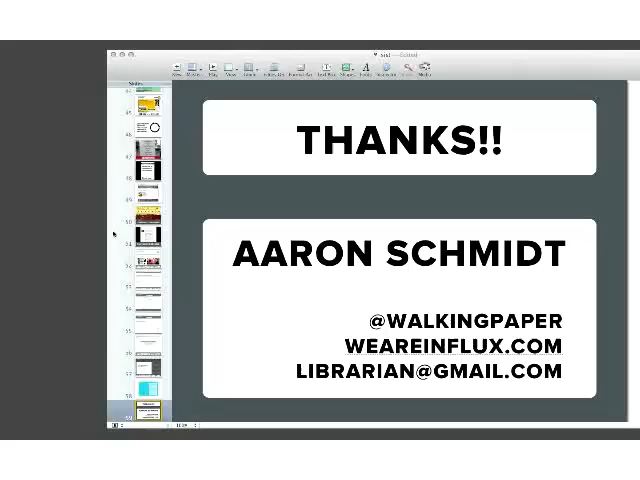 THANKS!!
AARON SCHMIDT
@WALKINGPAPER
WEAREINFLUX.COM
LIBRARIAN@GMAIL.COM